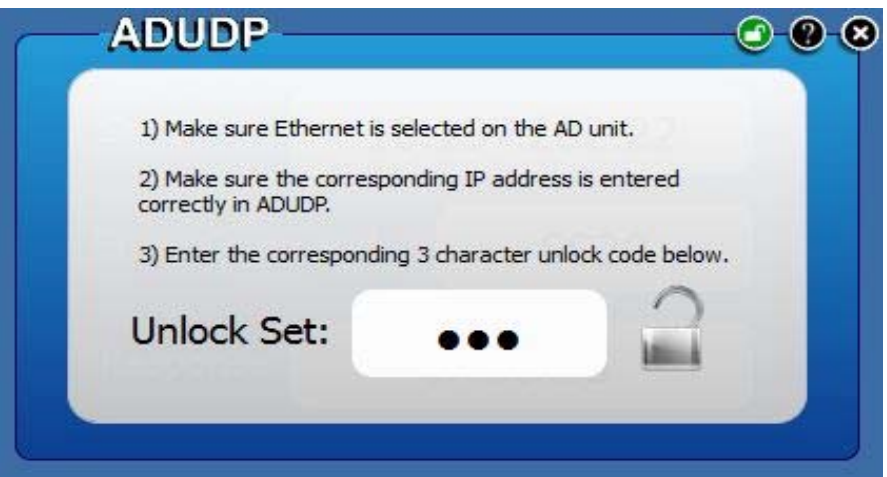 ADUDP
?
1) Make sure Ethernet is selected on the AD unit.
2) Make sure the corresponding IP address is entered
correctly in ADUDP.
3) Enter the corresponding 3 character unlock code below.
Unlock Set: ●●●